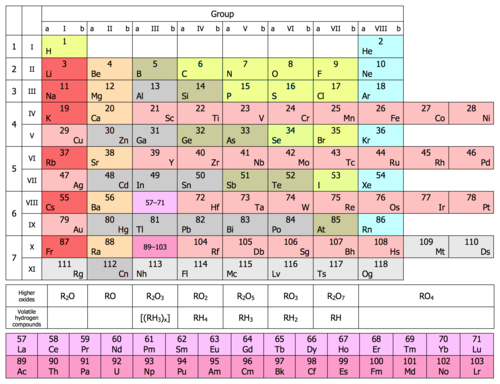 Group
a I b a II b a III b a IV b a V b a VI b a VII b a VIII b
1 I 1 H 2 He
2 II 3 Li 4 Be 5 B 6 C 7 N 8 O 9 F 10 Ne
3 III 11 Na 12 Mg 13 Al 14 Si 15 P 16 S 17 Cl 18 Ar
4 IV 19 K 20 Ca 21 Sc 22 Ti 23 V 24 Cr 25 Mn 26 Fe 27 Co 28 Ni
V 29 Cu 30 Zn 31 Ga 32 Ge 33 As 34 Se 35 Br 36 Kr
5 VI 37 Rb 38 Sr 39 Y 40 Zr 41 Nb 42 Mo 43 Tc 44 Ru 45 Rh 46 Pd
VII 47 Ag 48 Cd 49 In 50 Sn 51 Sb 52 Te 53 I 54 Xe
6 VIII 55 Cs 56 Ba 57–71 72 Hf 73 Ta 74 W 75 Re 76 Os 77 Ir 78 Pt
IX 79 Au 80 Hg 81 Tl 82 Pb 83 Bi 84 Po 85 At 86 Rn
7 X 87 Fr 88 Ra 89–103 104 Rf 105 Db 106 Sg 107 Bh 108 Hs 109 Mt 110 Ds
XI 111 Rg 112 Cn 113 Nh 114 Fl 115 Mc 116 Lv 117 Ts 118 Og
Higher oxides R₂O RO R₂O₃ RO₂ R₂O₅ RO₃ R₂O₇ RO₄
Volatile hydrogen compounds [(RH₃)ₓ] RH₄ RH₃ RH₂ RH
57 La 58 Ce 59 Pr 60 Nd 61 Pm 62 Sm 63 Eu 64 Gd 65 Tb 66 Dy 67 Ho 68 Er 69 Tm 70 Yb 71 Lu
89 Ac 90 Th 91 Pa 92 U 93 Np 94 Pu 95 Am 96 Cm 97 Bk 98 Cf 99 Es 100 Fm 101 Md 102 No 103 Lr